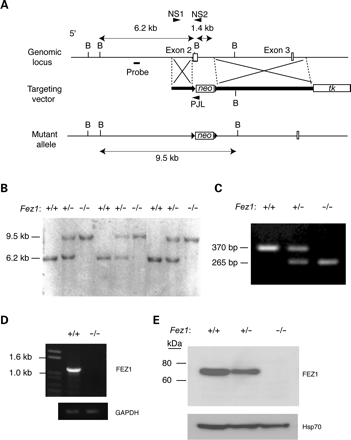 A
NS1 NS2
5' 6.2 kb 1.4 kb
B B Exon 2 B Exon 3 B
Genomic locus
Probe
Targeting vector neo tk
PJL B
B B B
Mutant allele neo
9.5 kb
B
Fez1: +/+ +/− −/− +/+ +/− −/− +/+ +/− −/−
9.5 kb
6.2 kb
C
Fez1: +/+ +/− −/−
370 bp
265 bp
D
+/+ −/−
1.6 kb
1.0 kb
FEZ1
GAPDH
E
Fez1: +/+ +/− −/−
kDa
80
60
FEZ1
Hsp70